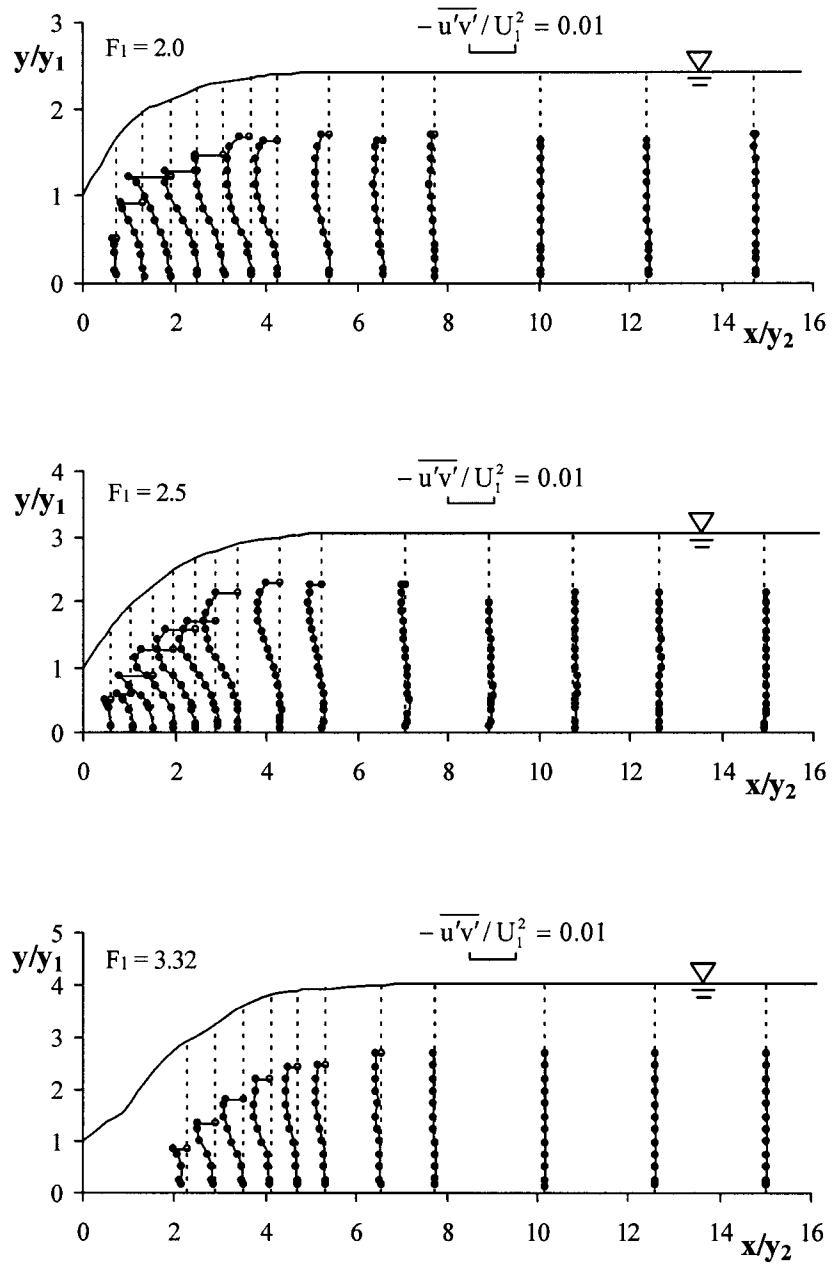 3
y/y₁
F₁ = 2.0
− u′v′ / U₁² = 0.01
2
1
0
0 2 4 6 8 10 12 14 16
x/y₂
4
y/y₁
F₁ = 2.5
− u′v′ / U₁² = 0.01
3
2
1
0
0 2 4 6 8 10 12 14 16
x/y₂
5
y/y₁
F₁ = 3.32
− u′v′ / U₁² = 0.01
4
3
2
1
0
0 2 4 6 8 10 12 14 16
x/y₂